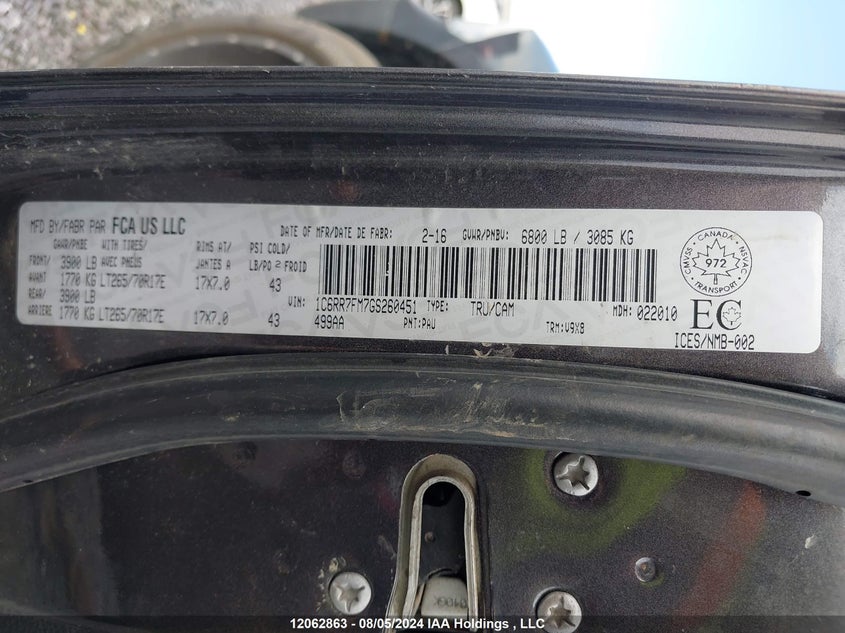 MFD BY/FABR PAR FCA US LLC
DATE OF MFR/DATE DE FABR: 2-16 GVWR/PNBV: 6800 LB / 3085 KG
GAWR/PNBE WITH TIRES/ RIMS AT/ PSI COLD/
FRONT/ 3900 LB AVEC PNEUS JANTES A LB/PO 2 FROID
AVANT 1770 KG LT265/70R17E 17X7.0 43
REAR/ 3900 LB
ARRIERE 1770 KG LT265/70R17E 17X7.0 43
VIN: 1C6RR7FM7GS260451 TYPE: TRU/CAM MDH: 022010
499AA PNT:PAU TRM:V9X8
CANADA
CMVSS NSVAC
972
TRANSPORT
EC
ICES/NMB-002
12062863 - 08/05/2024 IAA Holdings , LLC